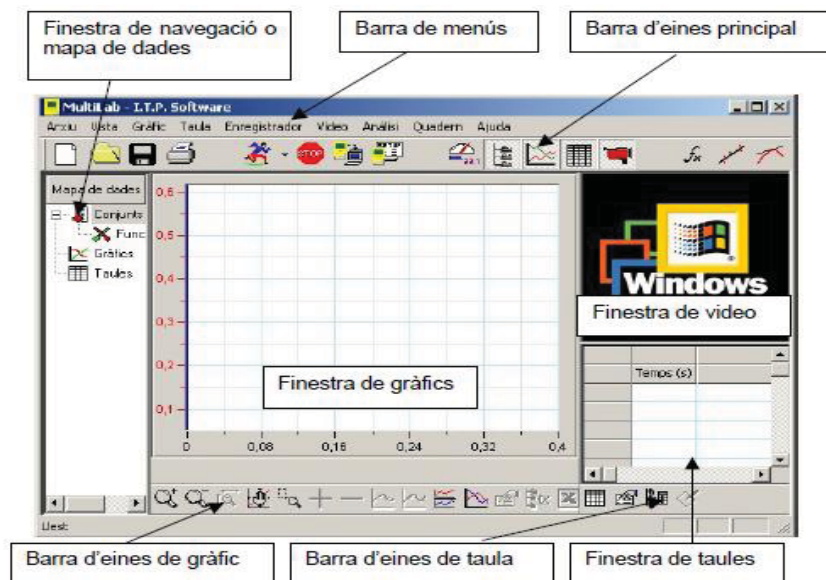 Finestra de navegació o
mapa de dades
Barra de menús
Barra d'eines principal
MultiLab - I.T.P. Software
Arxiu Vista Gràfic Taula Enregistrador Video Anàlisi Quadern Ajuda
STOP
Mapa de dades
Conjunts
Func
Gràfics
Taules
0,6
0,5
0,4
0,3
0,2
0,1
0 0,08 0,16 0,24 0,32 0,4
Finestra de gràfics
Windows
Finestra de video
Temps (s)
Llest
Barra d'eines de gràfic
Barra d'eines de taula
Finestra de taules